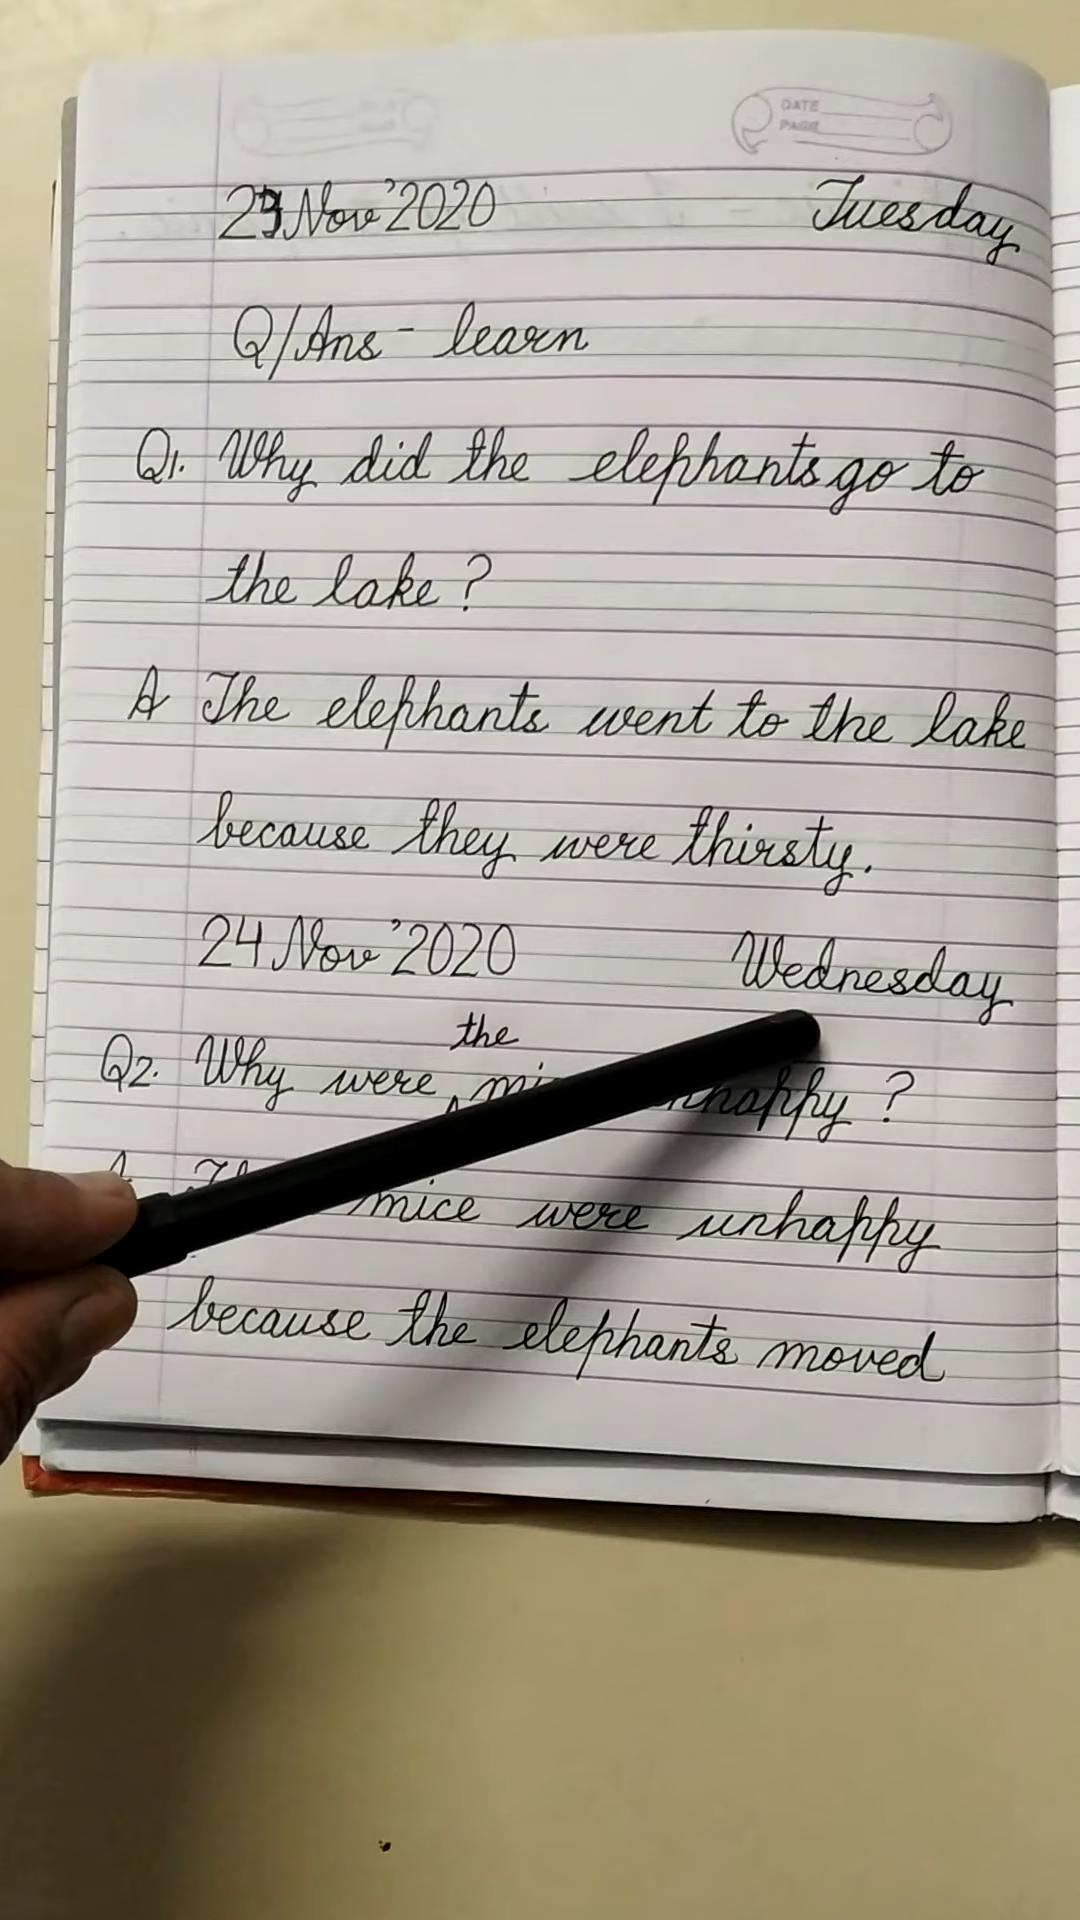 DATE
PAGE
23 Nov'2020 Tuesday
Q/Ans - learn
Q1. Why did the elephants go to
the lake?
A The elephants went to the lake
because they were thirsty.
24 Nov'2020 Wednesday
the
Q2. Why were unhappy?
mice were unhappy
because the elephants moved